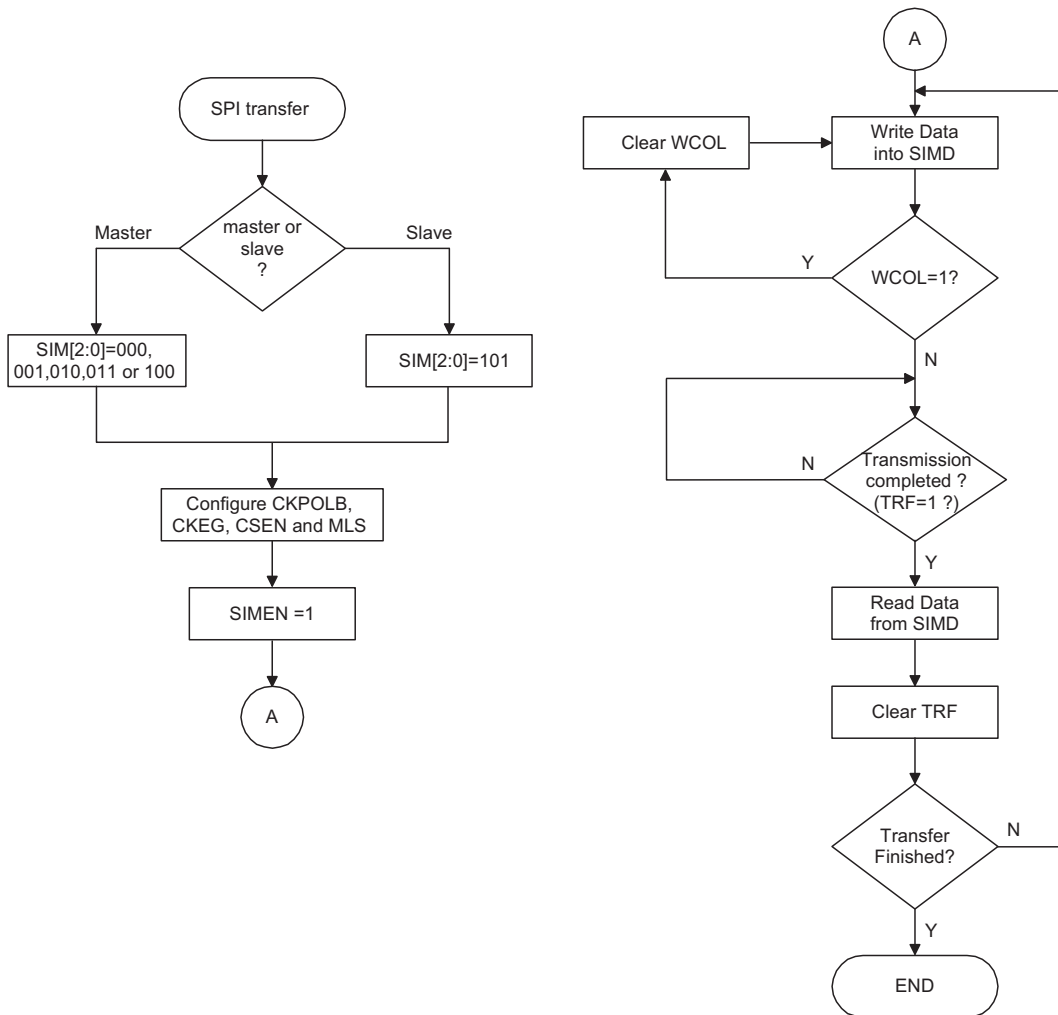 SPI transfer
master or
slave
?
Master
Slave
SIM[2:0]=000,
001,010,011 or 100
SIM[2:0]=101
Configure CKPOLB,
CKEG, CSEN and MLS
SIMEN =1
A
A
Write Data
into SIMD
Clear WCOL
WCOL=1?
Y
N
Transmission
completed ?
(TRF=1 ?)
N
Y
Read Data
from SIMD
Clear TRF
Transfer
Finished?
N
Y
END